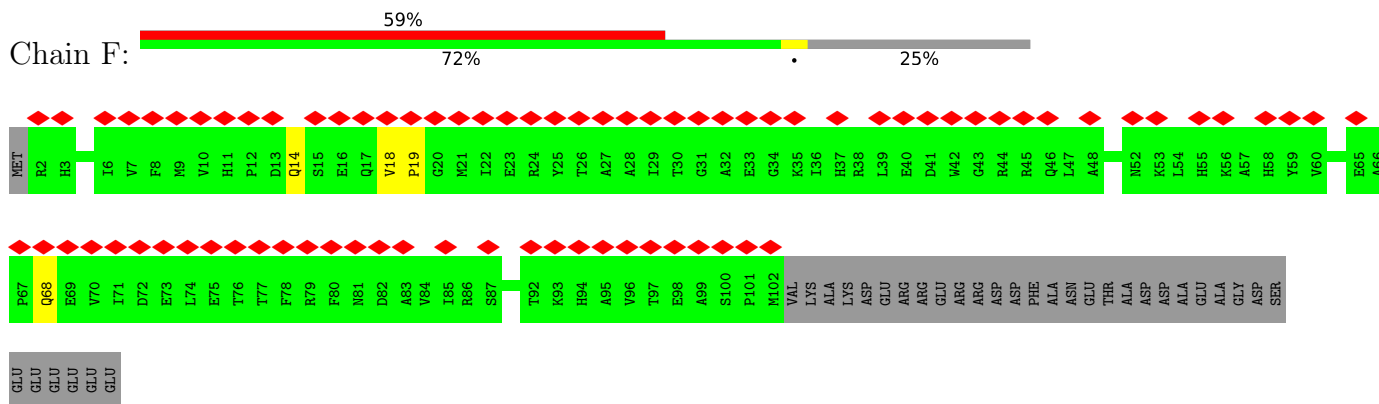 59%
Chain F:
72% • 25%
MET R2 H3 I6 V7 F8 M9 V10 H11 P12 D13 Q14 S15 E16 Q17 V18 P19 G20 M21 I22 E23 R24 Y25 T26 A27 A28 I29 T30 G31 A32 E33 G34 K35 I36 H37 R38 L39 E40 D41 W42 G43 R44 R45 Q46 L47 A48 N52 K53 L54 H55 K56 A57 H58 Y59 V60 E65 A66
P67 Q68 E69 V70 I71 D72 E73 L74 E75 T76 T77 F78 R79 F80 N81 D82 A83 V84 I85 R86 S87 T92 K93 H94 A95 V96 T97 E98 A99 S100 P101 M102 VAL LYS ALA LYS ASP GLU ARG ARG GLU ARG ARG ASP ASP PHE ALA ASN GLU THR ALA ASP ASP ALA GLU ALA GLY ASP SER
GLU GLU GLU GLU GLU